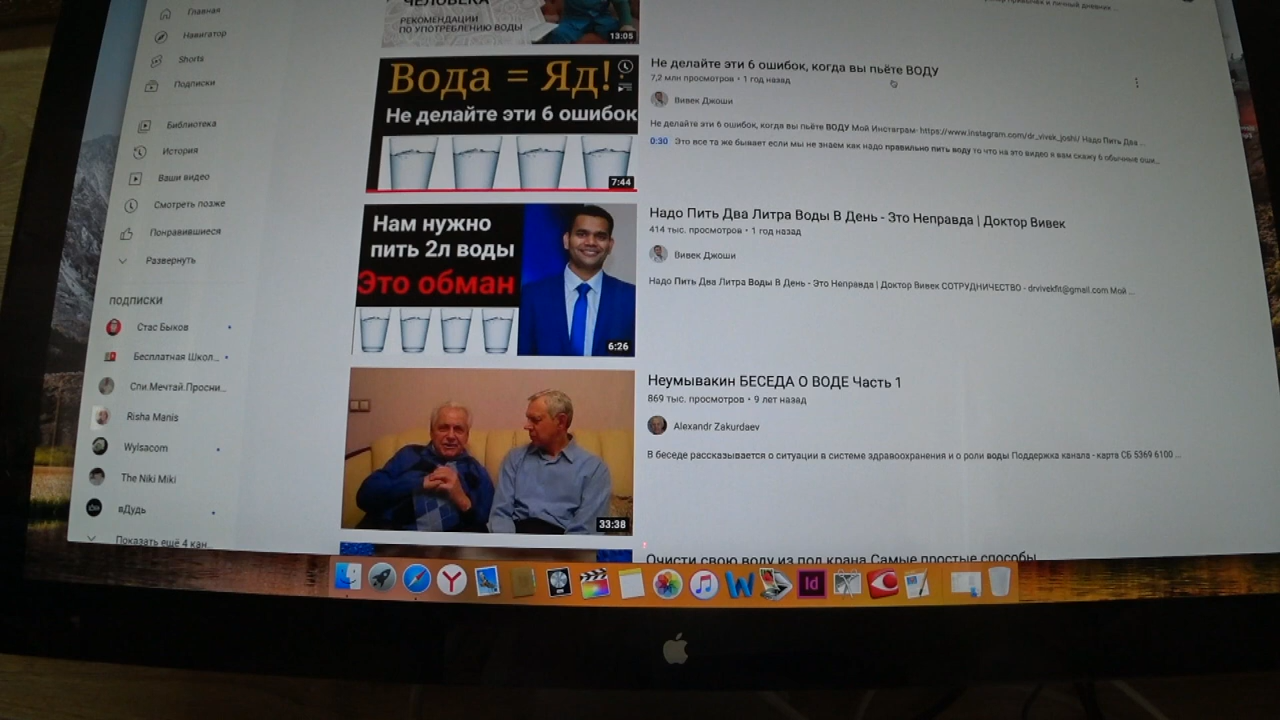 Главная
Навигатор
Shorts
Подписки
Библиотека
История
Ваши видео
Смотреть позже
Понравившиеся
Развернуть
ПОДПИСКИ
Стас Быков
Бесплатная Школ...
Спи.Мечтай.Просни...
Risha Manis
Wylsacom
The Niki Miki
вДудь
Показать ещё 4 кан...
ЧЕЛОВЕКА
РЕКОМЕНДАЦИИ
ПО УПОТРЕБЛЕНИЮ ВОДЫ
13:05
Вода = Яд!
Не делайте эти 6 ошибок
7:44
Не делайте эти 6 ошибок, когда вы пьёте ВОДУ
7,2 млн просмотров • 1 год назад
Вивек Джоши
Не делайте эти 6 ошибок, когда вы пьёте ВОДУ Мой Инстаграм- https://www.instagram.com/dr_vivek_joshi/ Надо Пить Два ...
0:30 Это все та же бывает если мы не знаем как надо правильно пить воду то что на это видео я вам скажу 6 обычные оши...
Нам нужно
пить 2л воды
Это обман
6:26
Надо Пить Два Литра Воды В День - Это Неправда | Доктор Вивек
414 тыс. просмотров • 1 год назад
Вивек Джоши
Надо Пить Два Литра Воды В День - Это Неправда | Доктор Вивек СОТРУДНИЧЕСТВО - drvivekfit@gmail.com Мой ...
33:38
Неумывакин БЕСЕДА О ВОДЕ Часть 1
869 тыс. просмотров • 9 лет назад
Alexandr Zakurdaev
В беседе рассказывается о ситуации в системе здравоохранения и о роли воды Поддержка канала - карта СБ 5369 6100 ...
Очисти свою воду из под крана Самые простые способы
Id